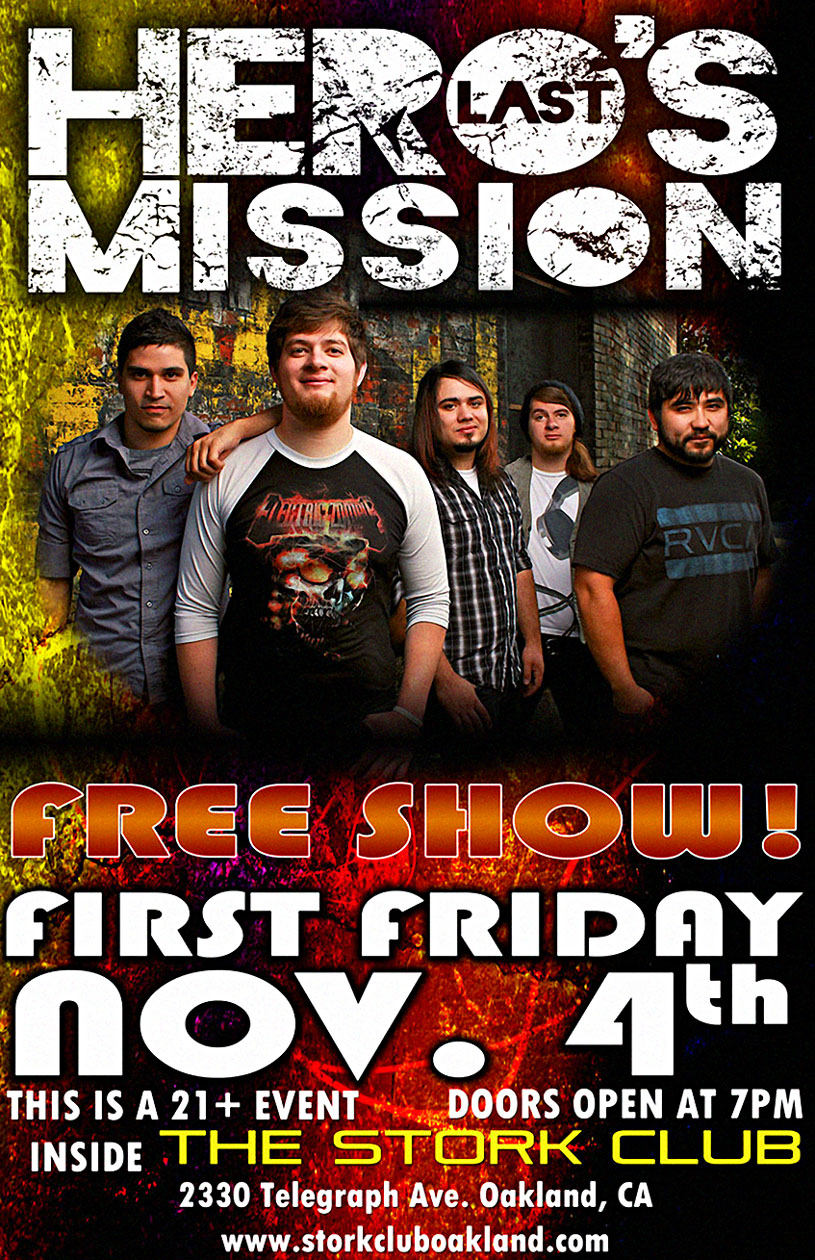 HERO'S
LAST
MISSION
RVCA
FREE SHOW!
FIRST FRIDAY
NOV. 4th
THIS IS A 21+ EVENT
DOORS OPEN AT 7PM
INSIDE THE STORK CLUB
2330 Telegraph Ave. Oakland, CA
www.storkcluboakland.com